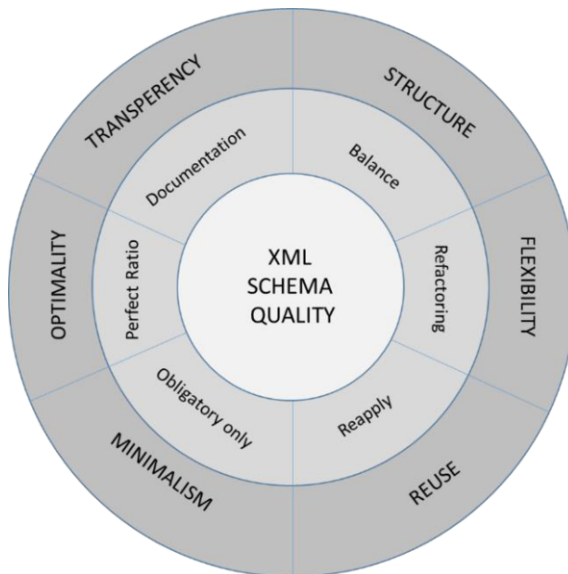 TRANSPERENCY
STRUCTURE
Documentation
Balance
OPTIMALITY
Perfect Ratio
XML
SCHEMA
QUALITY
Refactoring
FLEXIBILITY
Obligatory only
Reapply
MINIMALISM
REUSE